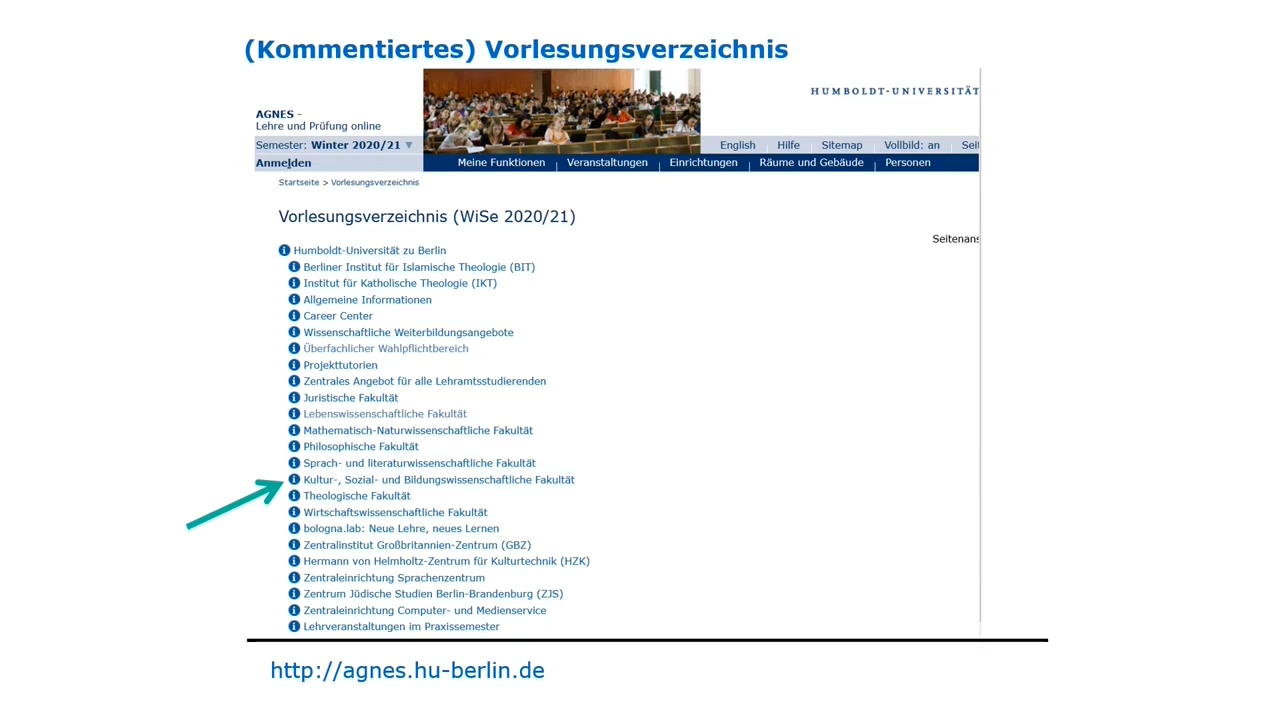 (Kommentiertes) Vorlesungsverzeichnis
HUMBOLDT-UNIVERSITÄT
AGNES -
Lehre und Prüfung online
Semester: Winter 2020/21 ▼
English Hilfe Sitemap Vollbild: an Seit
Anmelden
Meine Funktionen Veranstaltungen Einrichtungen Räume und Gebäude Personen
Startseite > Vorlesungsverzeichnis
Vorlesungsverzeichnis (WiSe 2020/21)
Seitenans
Humboldt-Universität zu Berlin
Berliner Institut für Islamische Theologie (BIT)
Institut für Katholische Theologie (IKT)
Allgemeine Informationen
Career Center
Wissenschaftliche Weiterbildungsangebote
Überfachlicher Wahlpflichtbereich
Projekttutorien
Zentrales Angebot für alle Lehramtsstudierenden
Juristische Fakultät
Lebenswissenschaftliche Fakultät
Mathematisch-Naturwissenschaftliche Fakultät
Philosophische Fakultät
Sprach- und literaturwissenschaftliche Fakultät
Kultur-, Sozial- und Bildungswissenschaftliche Fakultät
Theologische Fakultät
Wirtschaftswissenschaftliche Fakultät
bologna.lab: Neue Lehre, neues Lernen
Zentralinstitut Großbritannien-Zentrum (GBZ)
Hermann von Helmholtz-Zentrum für Kulturtechnik (HZK)
Zentraleinrichtung Sprachenzentrum
Zentrum Jüdische Studien Berlin-Brandenburg (ZJS)
Zentraleinrichtung Computer- und Medienservice
Lehrveranstaltungen im Praxissemester
http://agnes.hu-berlin.de